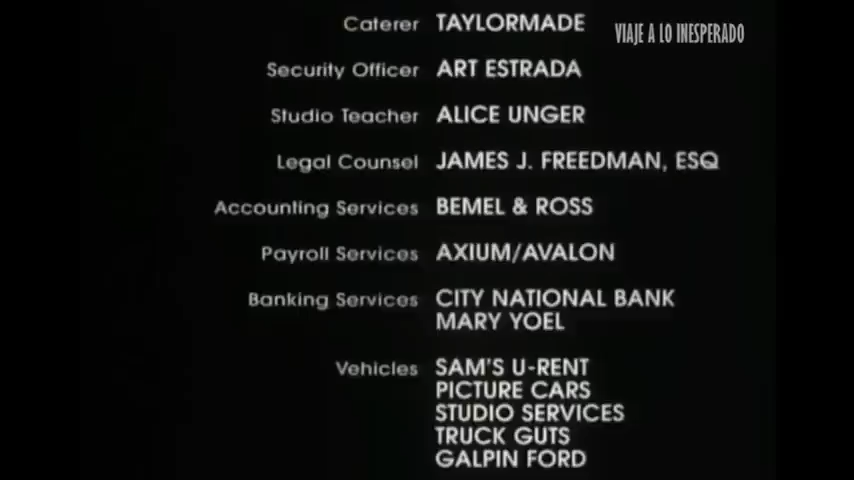 Caterer TAYLORMADE
VIAJE A LO INESPERADO
Security Officer ART ESTRADA
Studio Teacher ALICE UNGER
Legal Counsel JAMES J. FREEDMAN, ESQ
Accounting Services BEMEL & ROSS
Payroll Services AXIUM/AVALON
Banking Services CITY NATIONAL BANK
MARY YOEL
Vehicles SAM'S U-RENT
PICTURE CARS
STUDIO SERVICES
TRUCK GUTS
GALPIN FORD